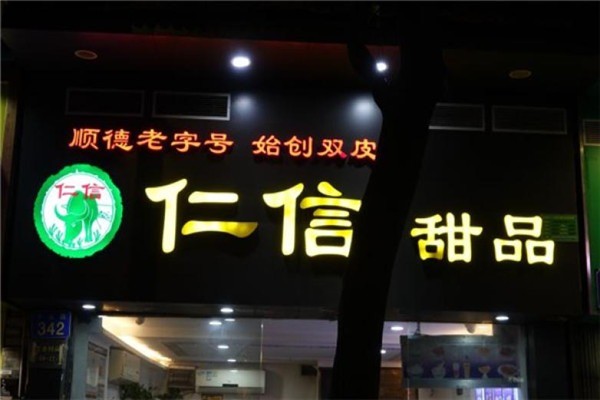 顺德老字号 始创双皮
仁信
仁信 甜品
342